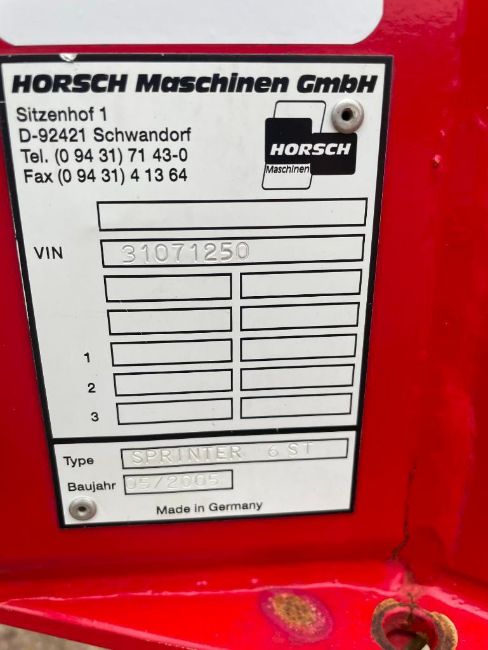 HORSCH Maschinen GmbH
Sitzenhof 1
D-92421 Schwandorf
Tel. (0 94 31) 71 43-0
Fax (0 94 31) 4 13 64
HORSCH
Maschinen
VIN 31071250
1
2
3
Type SPRINTER 6 ST
Baujahr 05/2005
Made in Germany